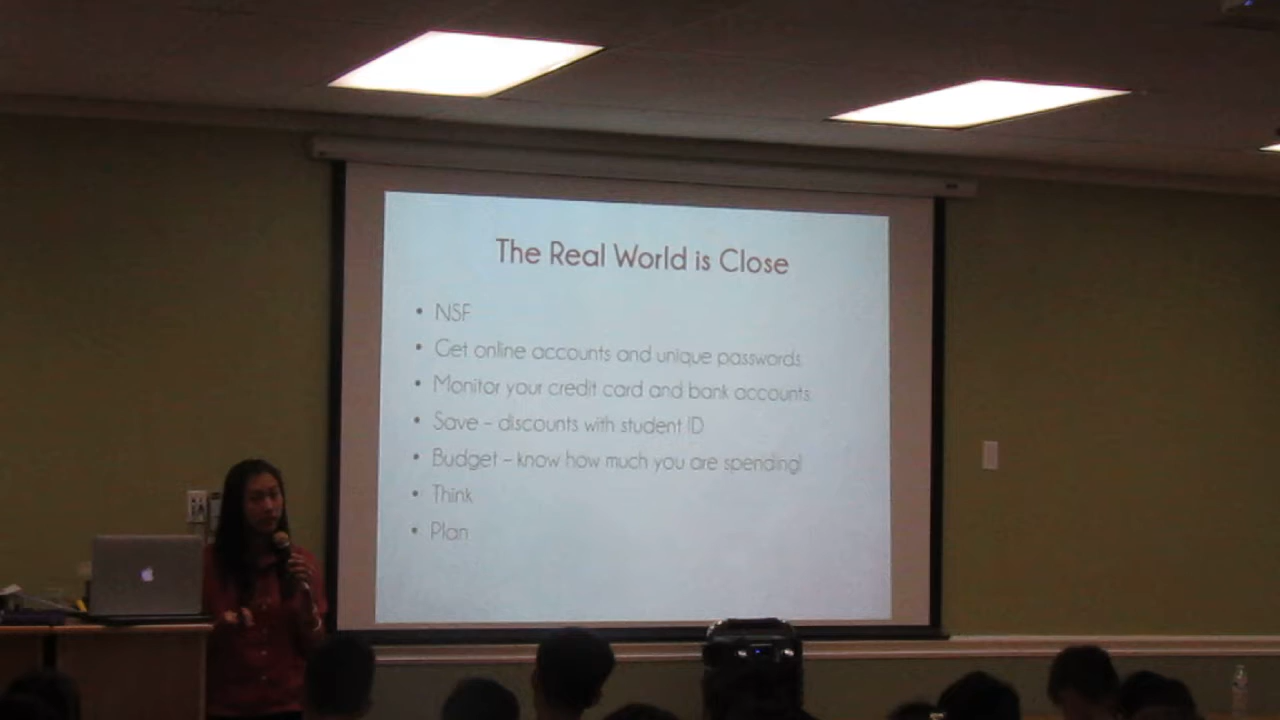 The Real World is Close
• NSF
• Get online accounts and unique passwords
• Monitor your credit card and bank accounts
• Save – discounts with student ID
• Budget – know how much you are spending!
• Think
• Plan